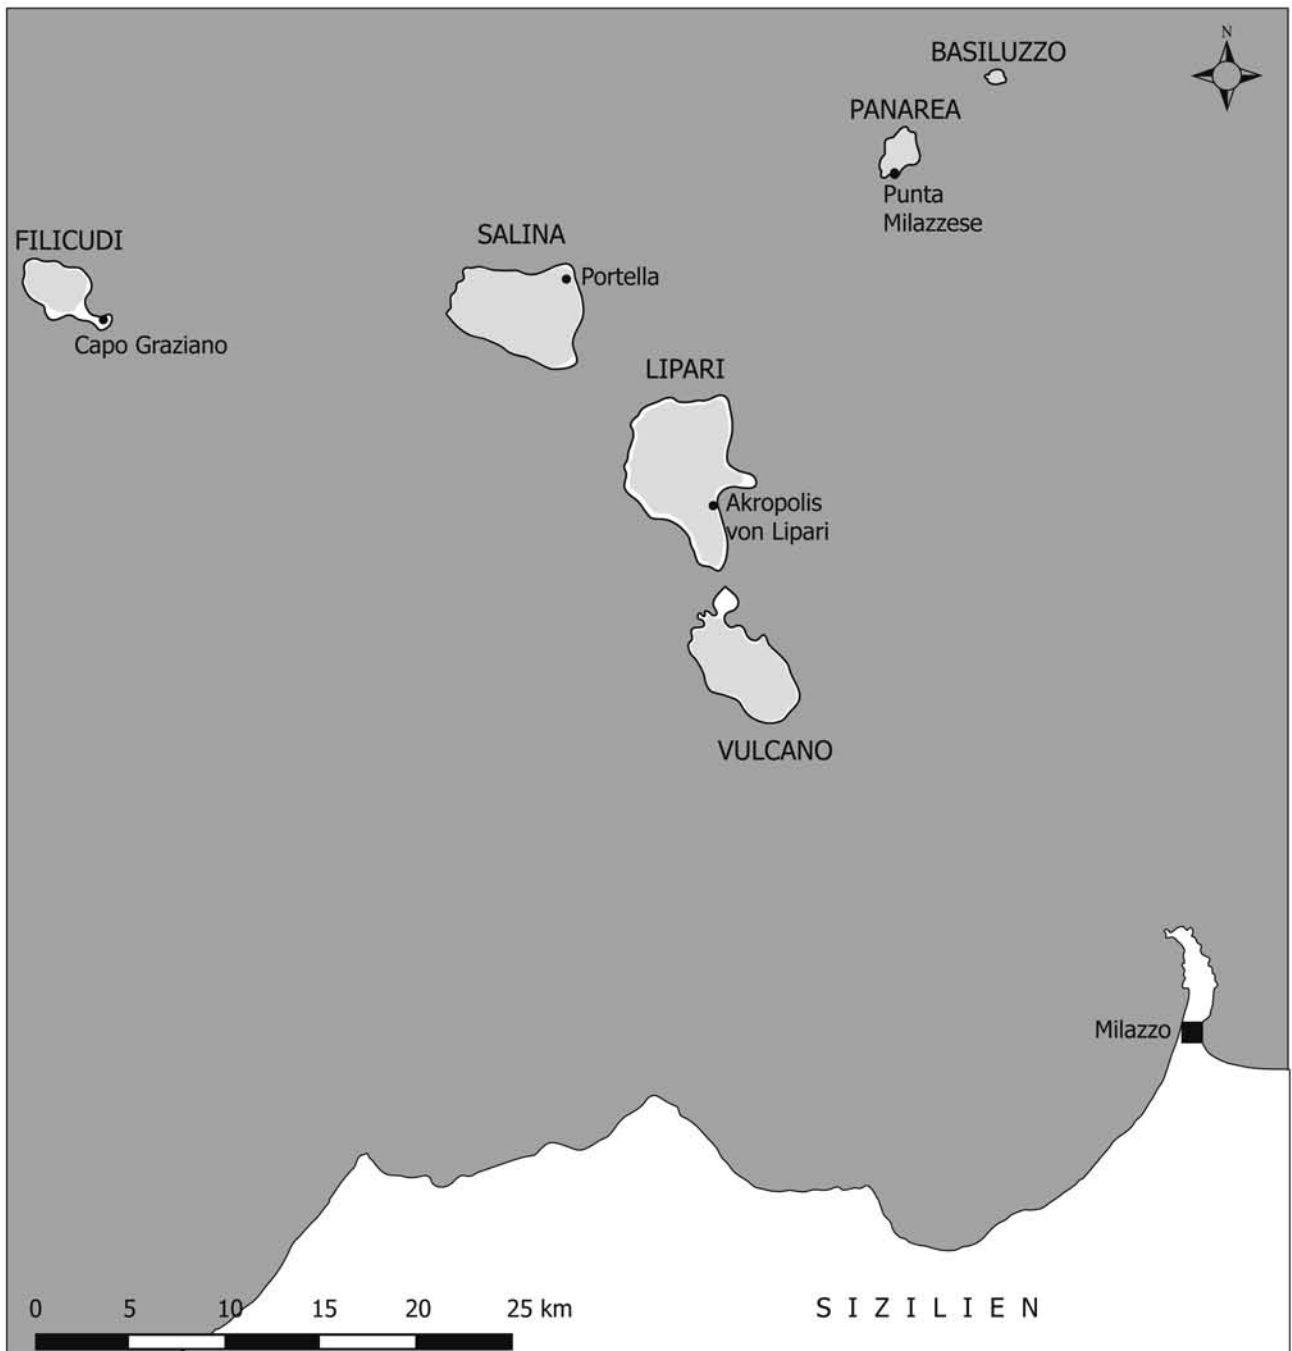 N
BASILUZZO
PANAREA
Punta
Milazzese
FILICUDI
Capo Graziano
SALINA
Portella
LIPARI
Akropolis
von Lipari
VULCANO
Milazzo
0 5 10 15 20 25 km
SIZILIEN